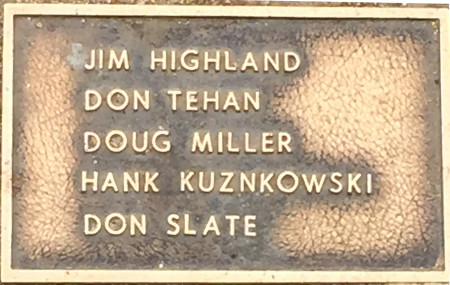 JIM HIGHLAND
DON TEHAN
DOUG MILLER
HANK KUZNKOWSKI
DON SLATE